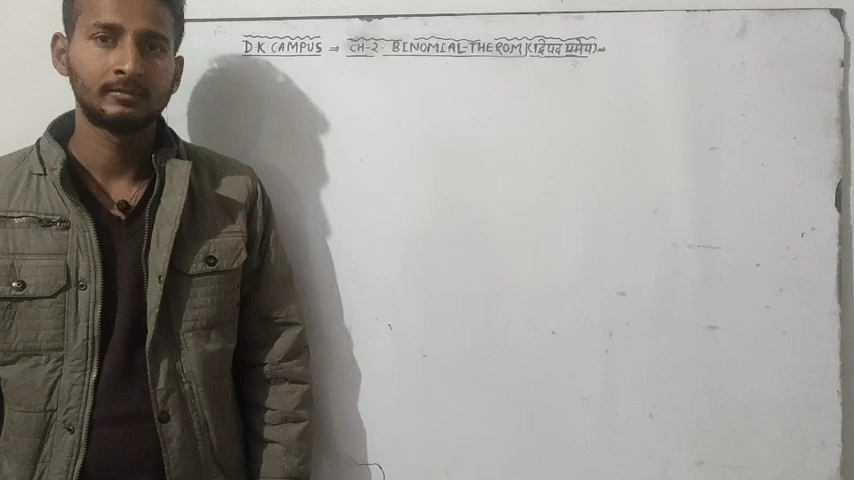 D.K.CAMPUS ⇒ CH-2. BINOMIAL-THEROM (द्विपद प्रमेय) ⇒